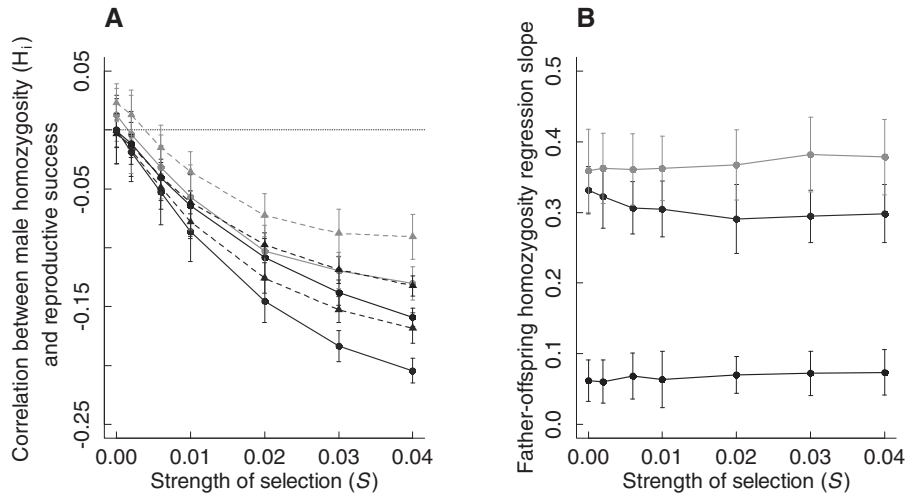 A
Correlation between male homozygosity (Hi)
and reproductive success
0.05
-0.05
-0.15
-0.25
0.00 0.01 0.02 0.03 0.04
Strength of selection (S)
B
Father-offspring homozygosity regression slope
0.5
0.4
0.3
0.2
0.1
0.0
0.00 0.01 0.02 0.03 0.04
Strength of selection (S)